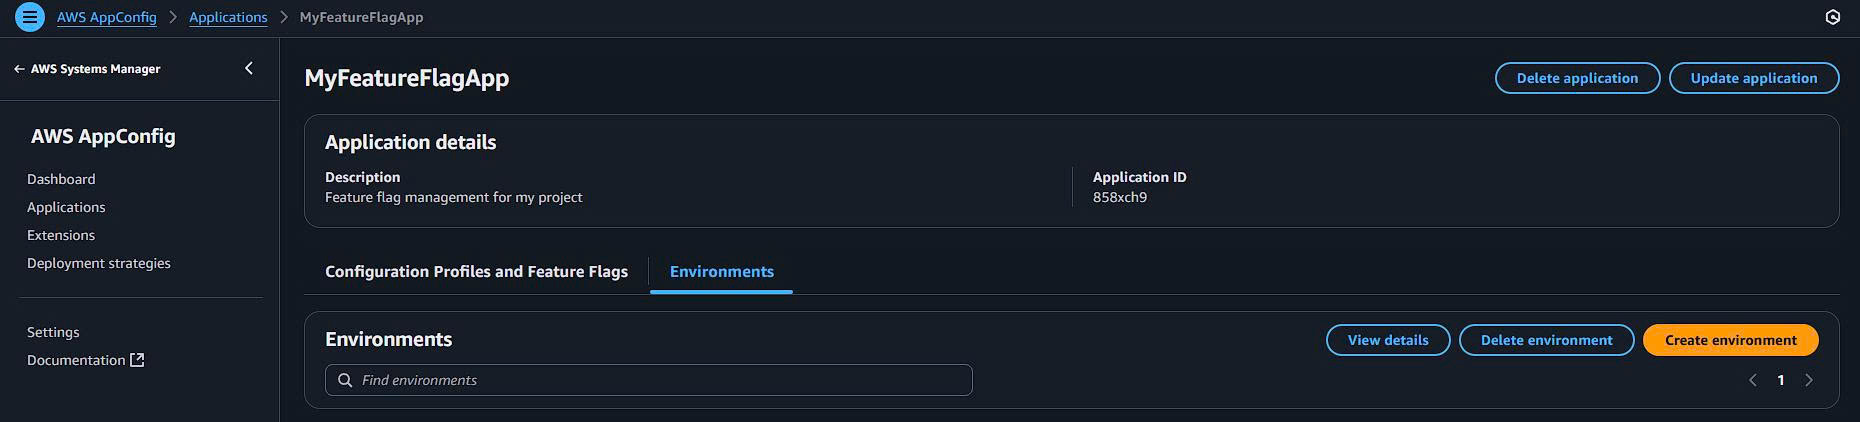 AWS AppConfig > Applications > MyFeatureFlagApp
← AWS Systems Manager
AWS AppConfig
Dashboard
Applications
Extensions
Deployment strategies
Settings
Documentation
MyFeatureFlagApp
Delete application Update application
Application details
Description Application ID
Feature flag management for my project 858xch9
Configuration Profiles and Feature Flags Environments
Environments View details Delete environment Create environment
Find environments < 1 >